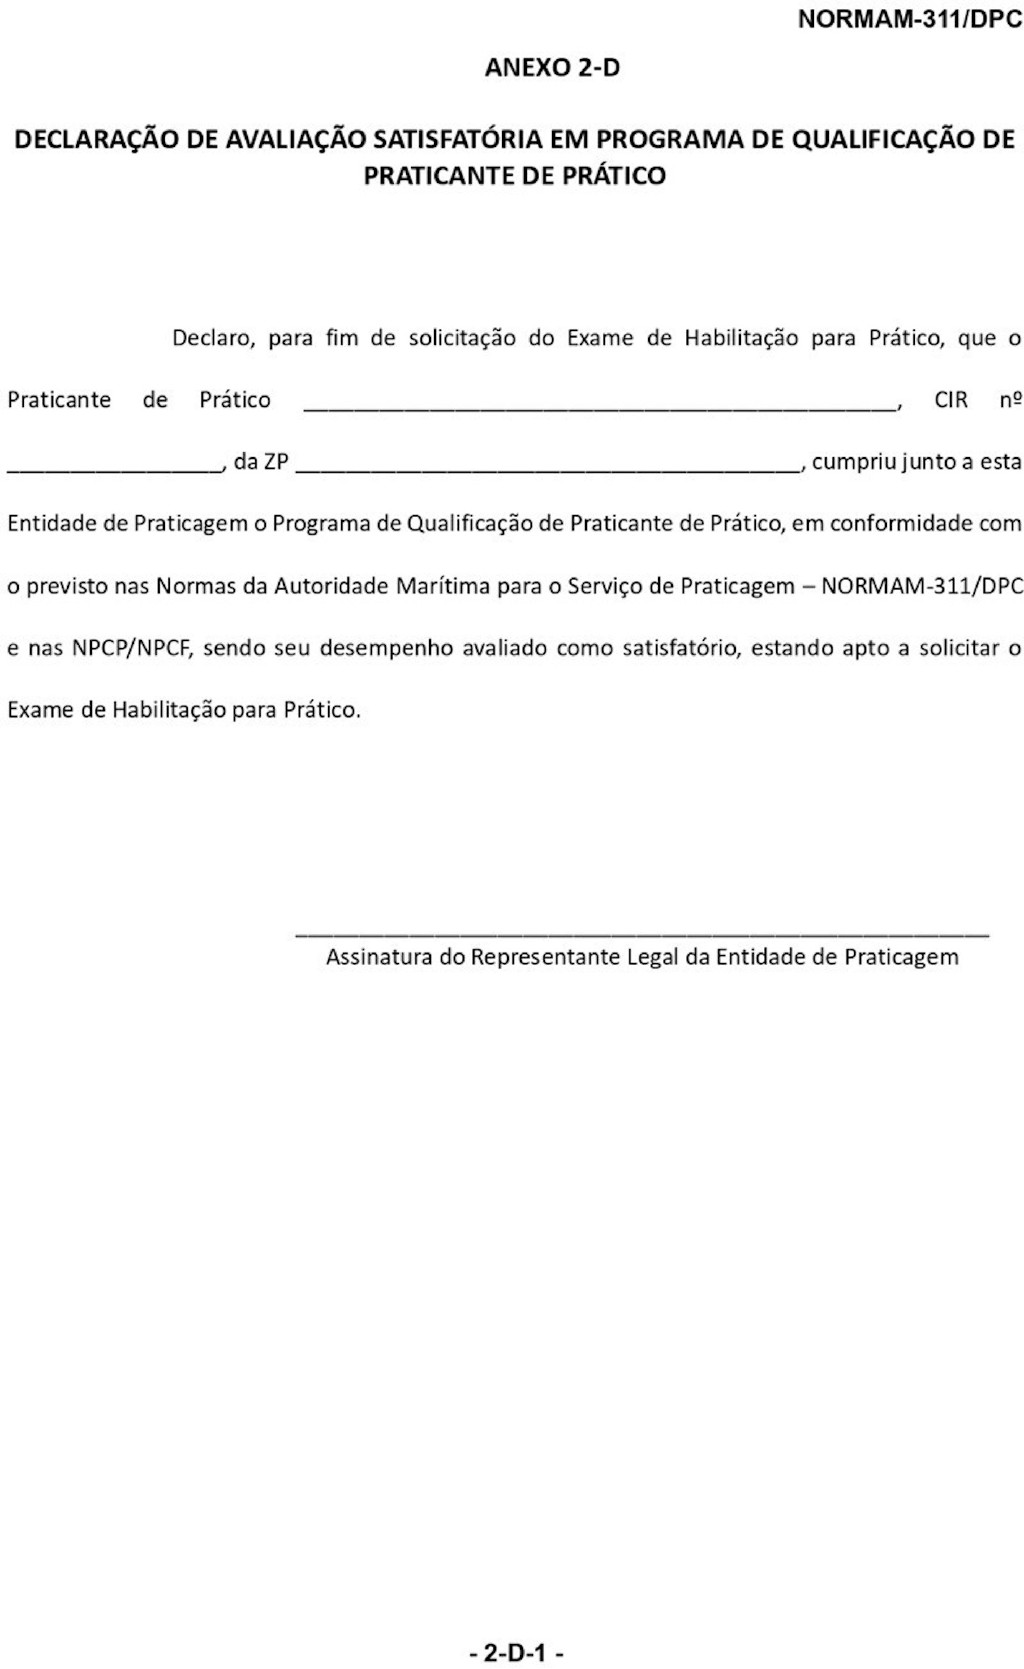 NORMAM-311/DPC
ANEXO 2-D
DECLARAÇÃO DE AVALIAÇÃO SATISFATÓRIA EM PROGRAMA DE QUALIFICAÇÃO DE
PRATICANTE DE PRÁTICO
Declaro, para fim de solicitação do Exame de Habilitação para Prático, que o
Praticante de Prático _______________________________________________, CIR nº
_________________, da ZP ________________________________________, cumpriu junto a esta
Entidade de Praticagem o Programa de Qualificação de Praticante de Prático, em conformidade com
o previsto nas Normas da Autoridade Marítima para o Serviço de Praticagem – NORMAM-311/DPC
e nas NPCP/NPCF, sendo seu desempenho avaliado como satisfatório, estando apto a solicitar o
Exame de Habilitação para Prático.
_______________________________________________________
Assinatura do Representante Legal da Entidade de Praticagem
- 2-D-1 -